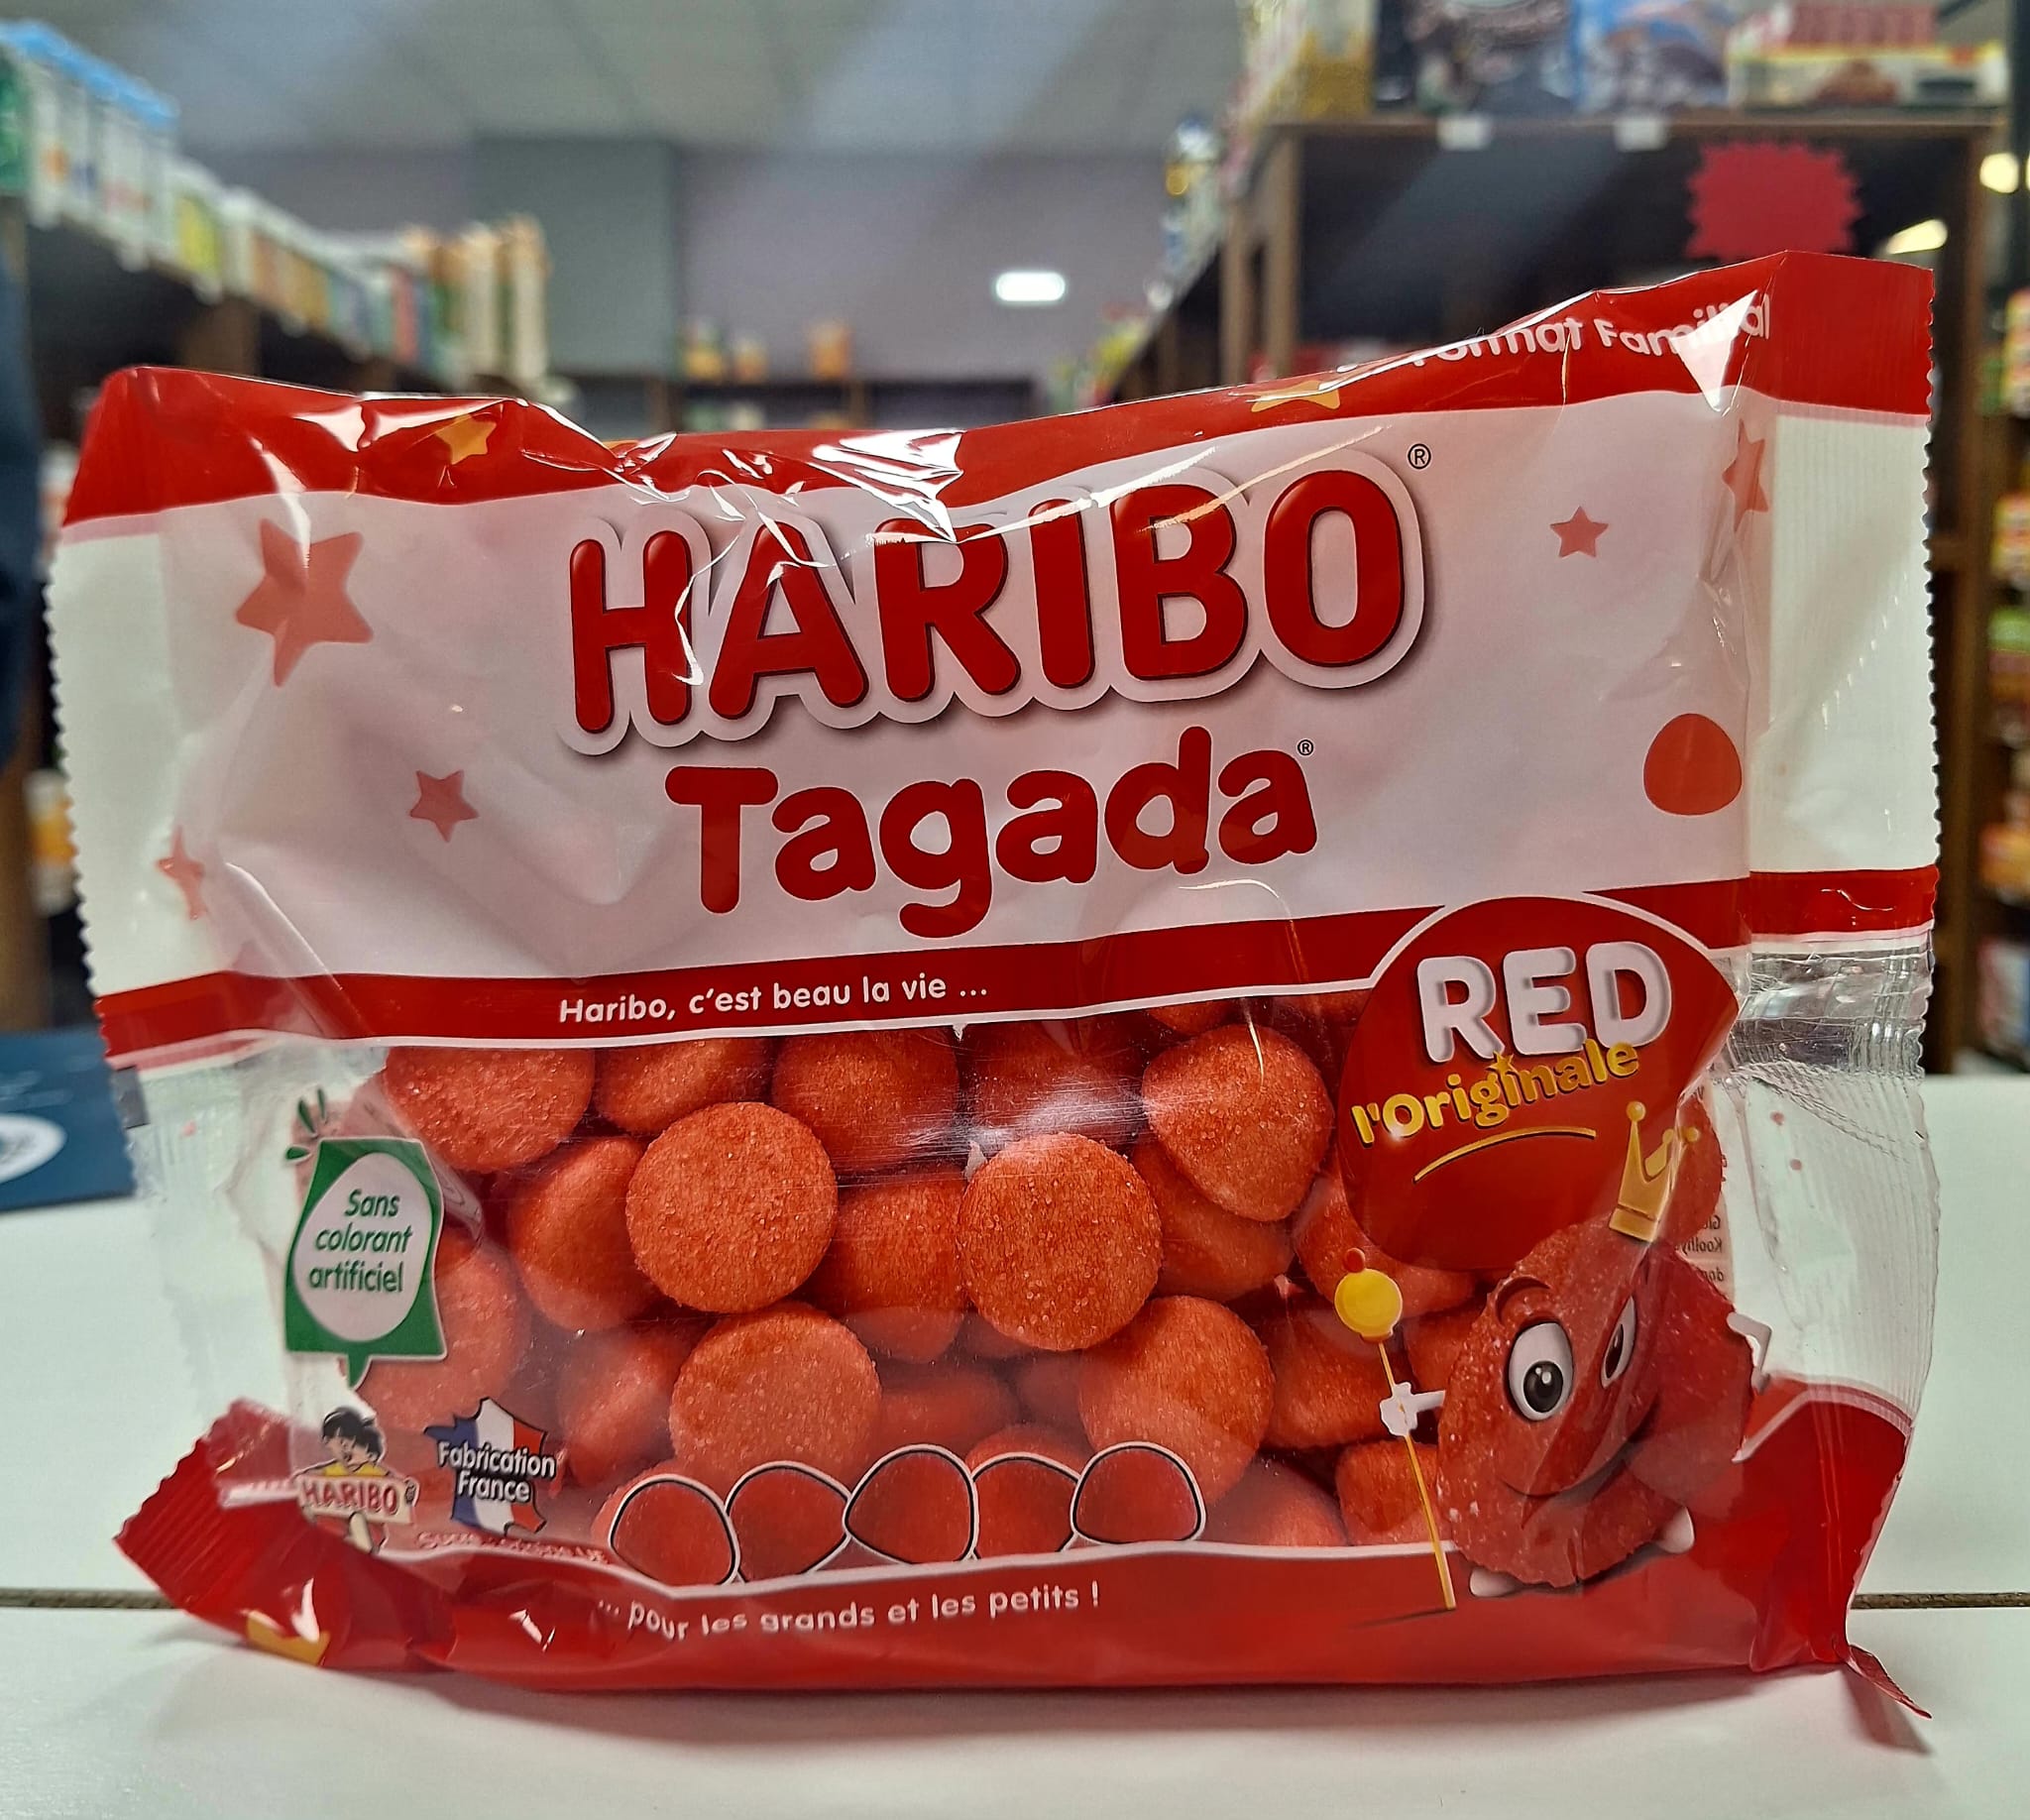 Format Familial
HARIBO®
Tagada®
Haribo, c'est beau la vie ...
RED
l'Originale
Sans
colorant
artificiel
HARIBO
Fabrication
France
... pour les grands et les petits !